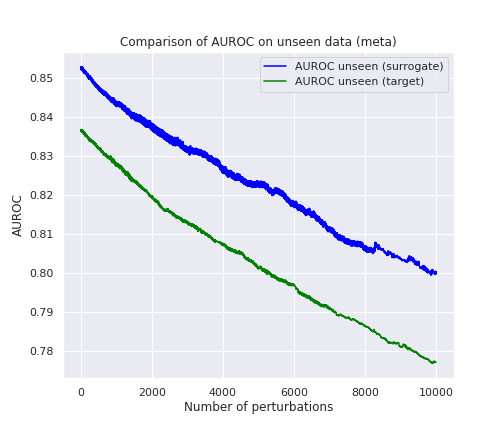 Comparison of AUROC on unseen data (meta)
AUROC unseen (surrogate)
AUROC unseen (target)
AUROC
0.85
0.84
0.83
0.82
0.81
0.80
0.79
0.78
0 2000 4000 6000 8000 10000
Number of perturbations